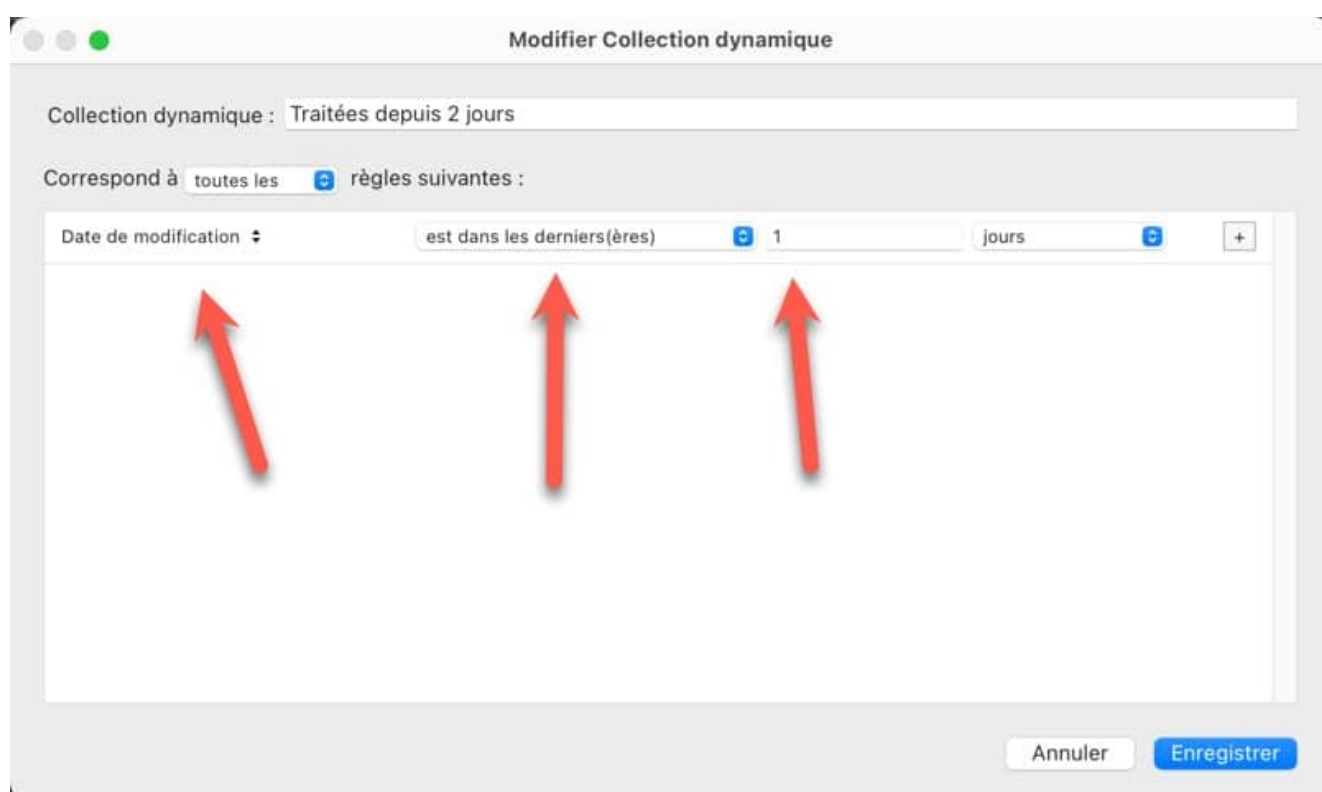 Modifier Collection dynamique
Collection dynamique : Traitées depuis 2 jours
Correspond à toutes les règles suivantes :
Date de modification est dans les derniers(ères) 1 jours +
Annuler Enregistrer